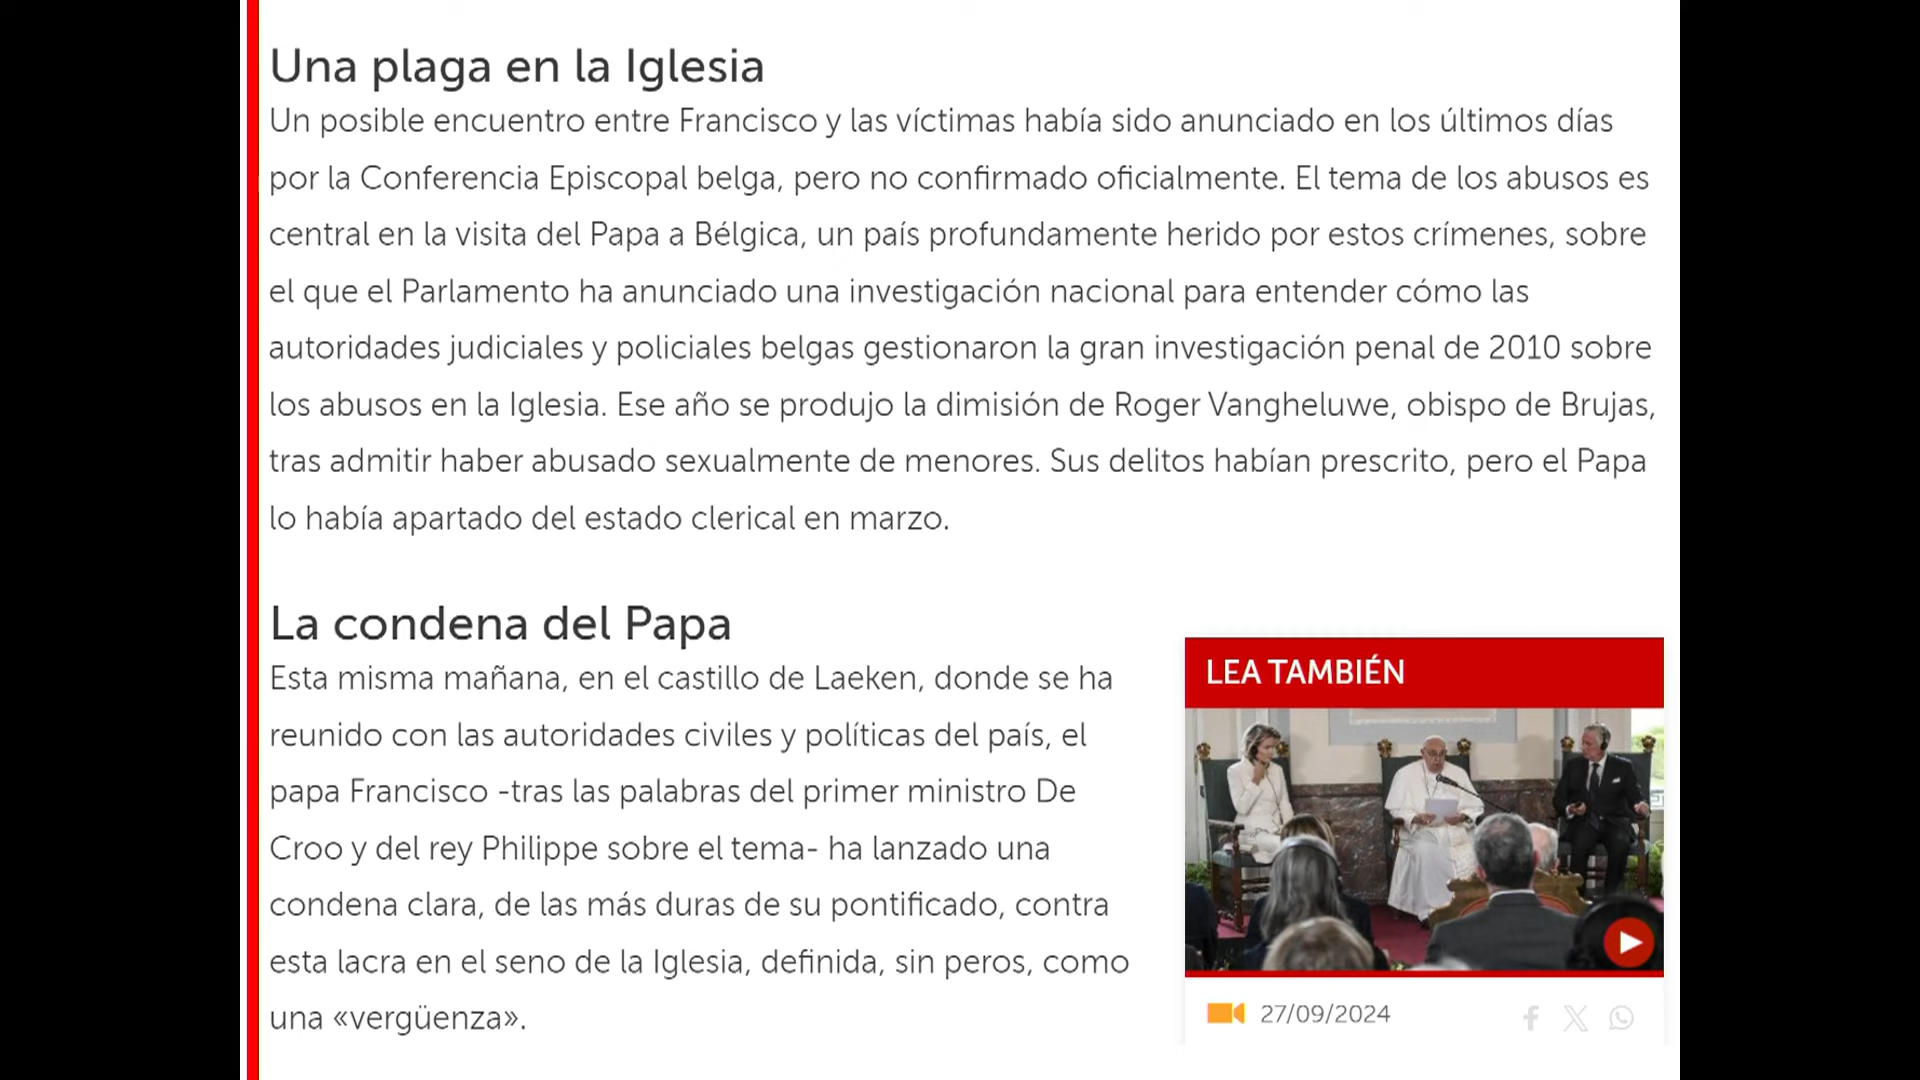 Una plaga en la Iglesia
Un posible encuentro entre Francisco y las víctimas había sido anunciado en los últimos días
por la Conferencia Episcopal belga, pero no confirmado oficialmente. El tema de los abusos es
central en la visita del Papa a Bélgica, un país profundamente herido por estos crímenes, sobre
el que el Parlamento ha anunciado una investigación nacional para entender cómo las
autoridades judiciales y policiales belgas gestionaron la gran investigación penal de 2010 sobre
los abusos en la Iglesia. Ese año se produjo la dimisión de Roger Vangheluwe, obispo de Brujas,
tras admitir haber abusado sexualmente de menores. Sus delitos habían prescrito, pero el Papa
lo había apartado del estado clerical en marzo.
La condena del Papa
Esta misma mañana, en el castillo de Laeken, donde se ha
reunido con las autoridades civiles y políticas del país, el
papa Francisco -tras las palabras del primer ministro De
Croo y del rey Philippe sobre el tema- ha lanzado una
condena clara, de las más duras de su pontificado, contra
esta lacra en el seno de la Iglesia, definida, sin peros, como
una «vergüenza».
LEA TAMBIÉN
27/09/2024